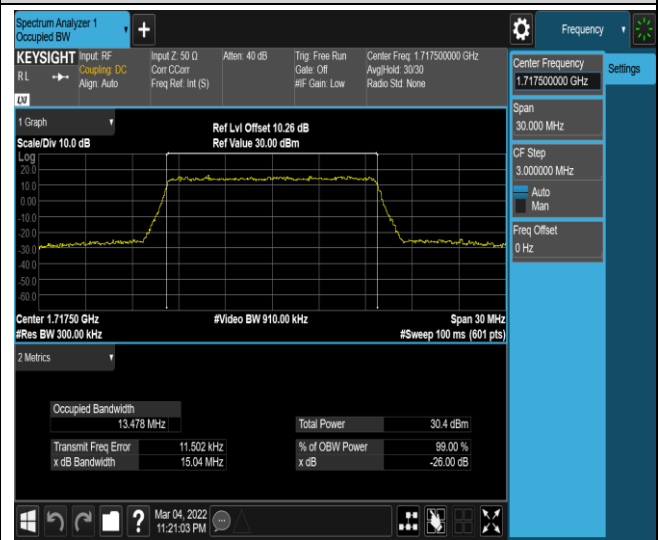 Spectrum Analyzer 1
Occupied BW
+
Frequency
KEYSIGHT
R L
LXI
Input: RF
Coupling: DC
Align: Auto
Input Z: 50 Ω
Corr CCorr
Freq Ref: Int (S)
Atten: 40 dB
Trig: Free Run
Gate: Off
#IF Gain: Low
Center Freq: 1.717500000 GHz
Avg|Hold: 30/30
Radio Std: None
Center Frequency
1.717500000 GHz
Settings
Span
30.000 MHz
CF Step
3.000000 MHz
Auto
Man
Freq Offset
0 Hz
1 Graph
Scale/Div 10.0 dB
Ref Lvl Offset 10.26 dB
Ref Value 30.00 dBm
Log
20.0
10.0
0.00
-10.0
-20.0
-30.0
-40.0
-50.0
-60.0
Center 1.71750 GHz
#Video BW 910.00 kHz
Span 30 MHz
#Res BW 300.00 kHz
#Sweep 100 ms (601 pts)
2 Metrics
Occupied Bandwidth
13.478 MHz
Total Power 30.4 dBm
Transmit Freq Error 11.502 kHz
% of OBW Power 99.00 %
x dB Bandwidth 15.04 MHz
x dB -26.00 dB
?
Mar 04, 2022
11:21:03 PM